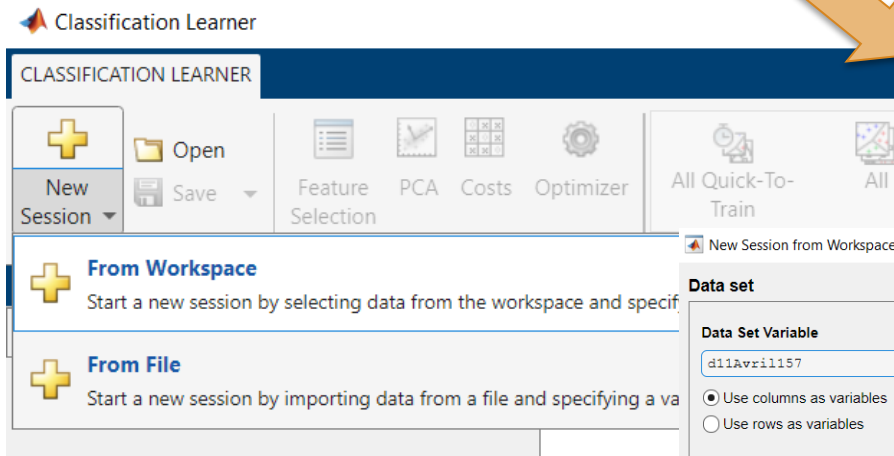 Classification Learner
CLASSIFICATION LEARNER
New Session
Open
Save
Feature Selection
PCA
Costs
Optimizer
All Quick-To-Train
All
From Workspace
Start a new session by selecting data from the workspace and specif
From File
Start a new session by importing data from a file and specifying a va
New Session from Workspace
Data set
Data Set Variable
d11Avril157
Use columns as variables
Use rows as variables